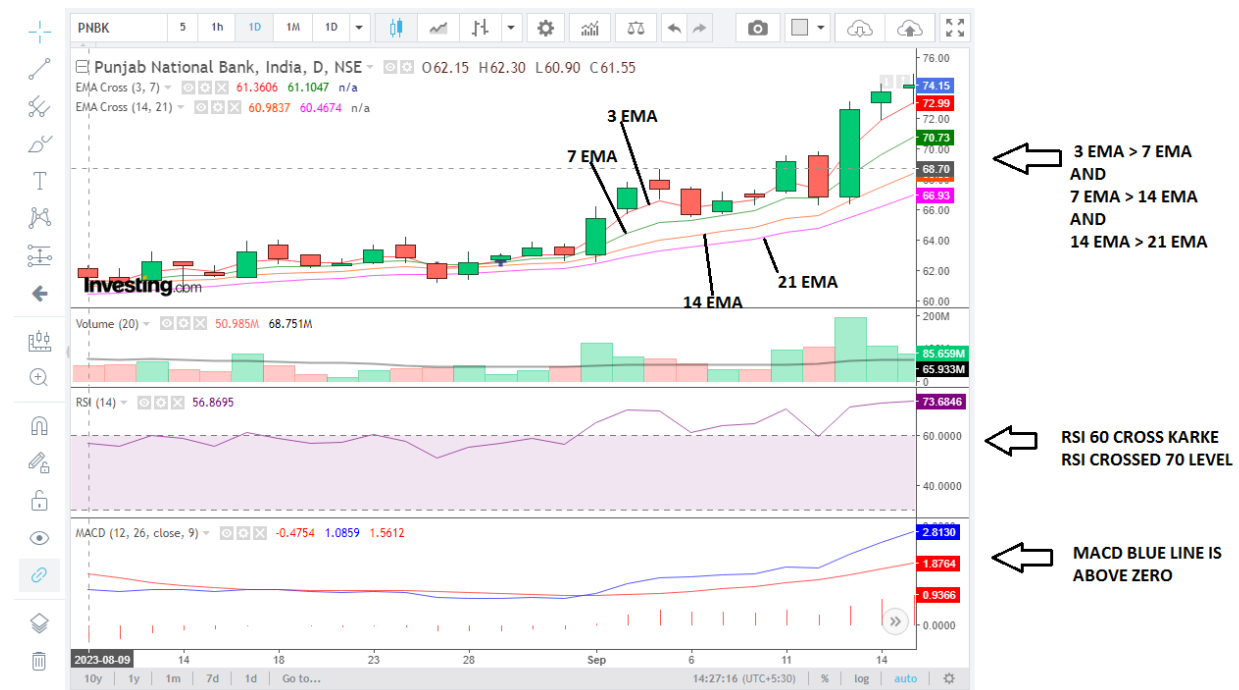 PNBK 5 1h 1D 1M 1D
Punjab National Bank, India, D, NSE O62.15 H62.30 L60.90 C61.55
EMA Cross (3, 7) 61.3606 61.1047 n/a
EMA Cross (14, 21) 60.9837 60.4674 n/a
3 EMA
7 EMA
14 EMA
21 EMA
Investing.com
76.00
74.15
72.99
72.00
70.73
70.00
68.70
66.93
66.00
64.00
62.00
60.00
3 EMA > 7 EMA
AND
7 EMA > 14 EMA
AND
14 EMA > 21 EMA
Volume (20) 50.985M 68.751M
200M
85.659M
65.933M
0
RSI (14) 56.8695
73.6846
60.0000
40.0000
RSI 60 CROSS KARKE
RSI CROSSED 70 LEVEL
MACD (12, 26, close, 9) -0.4754 1.0859 1.5612
2.8130
1.8764
0.9366
0.0000
MACD BLUE LINE IS
ABOVE ZERO
2023-08-09 14 18 23 28 Sep 6 11 14
10y 1y 1m 7d 1d Go to... 14:27:16 (UTC+5:30) % log auto